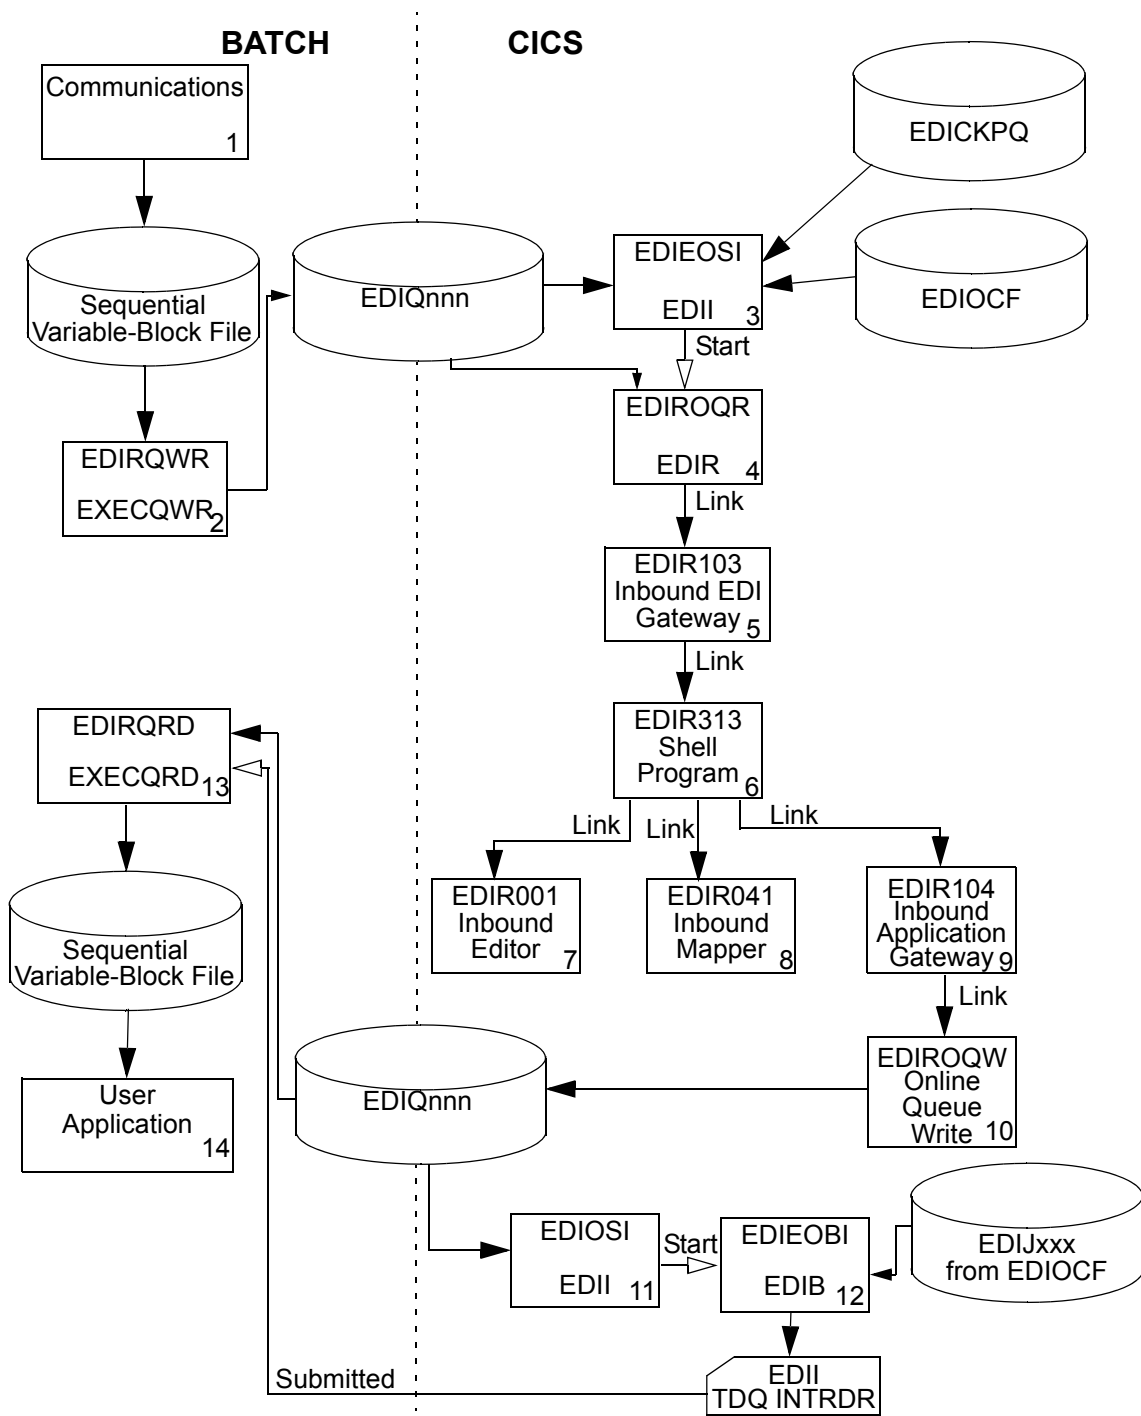 BATCH
CICS
Communications
1
EDICKPQ
Sequential
Variable-Block File
EDIQnnn
EDIEOSI
EDII
3
EDIOCF
Start
EDIRQWR
EXECQWR
2
EDIROQR
EDIR
4
Link
EDIR103
Inbound EDI
Gateway
5
Link
EDIRQRD
EXECQRD
13
EDIR313
Shell
Program
6
Link
Link
Link
EDIR001
Inbound
Editor
7
EDIR041
Inbound
Mapper
8
EDIR104
Inbound
Application
Gateway
9
Sequential
Variable-Block File
Link
User
Application
14
EDIQnnn
EDIROQW
Online
Queue
Write
10
EDIOSI
EDII
11
Start
EDIEOBI
EDIB
12
EDIJxxx
from EDIOCF
Submitted
EDII
TDQ INTRDR